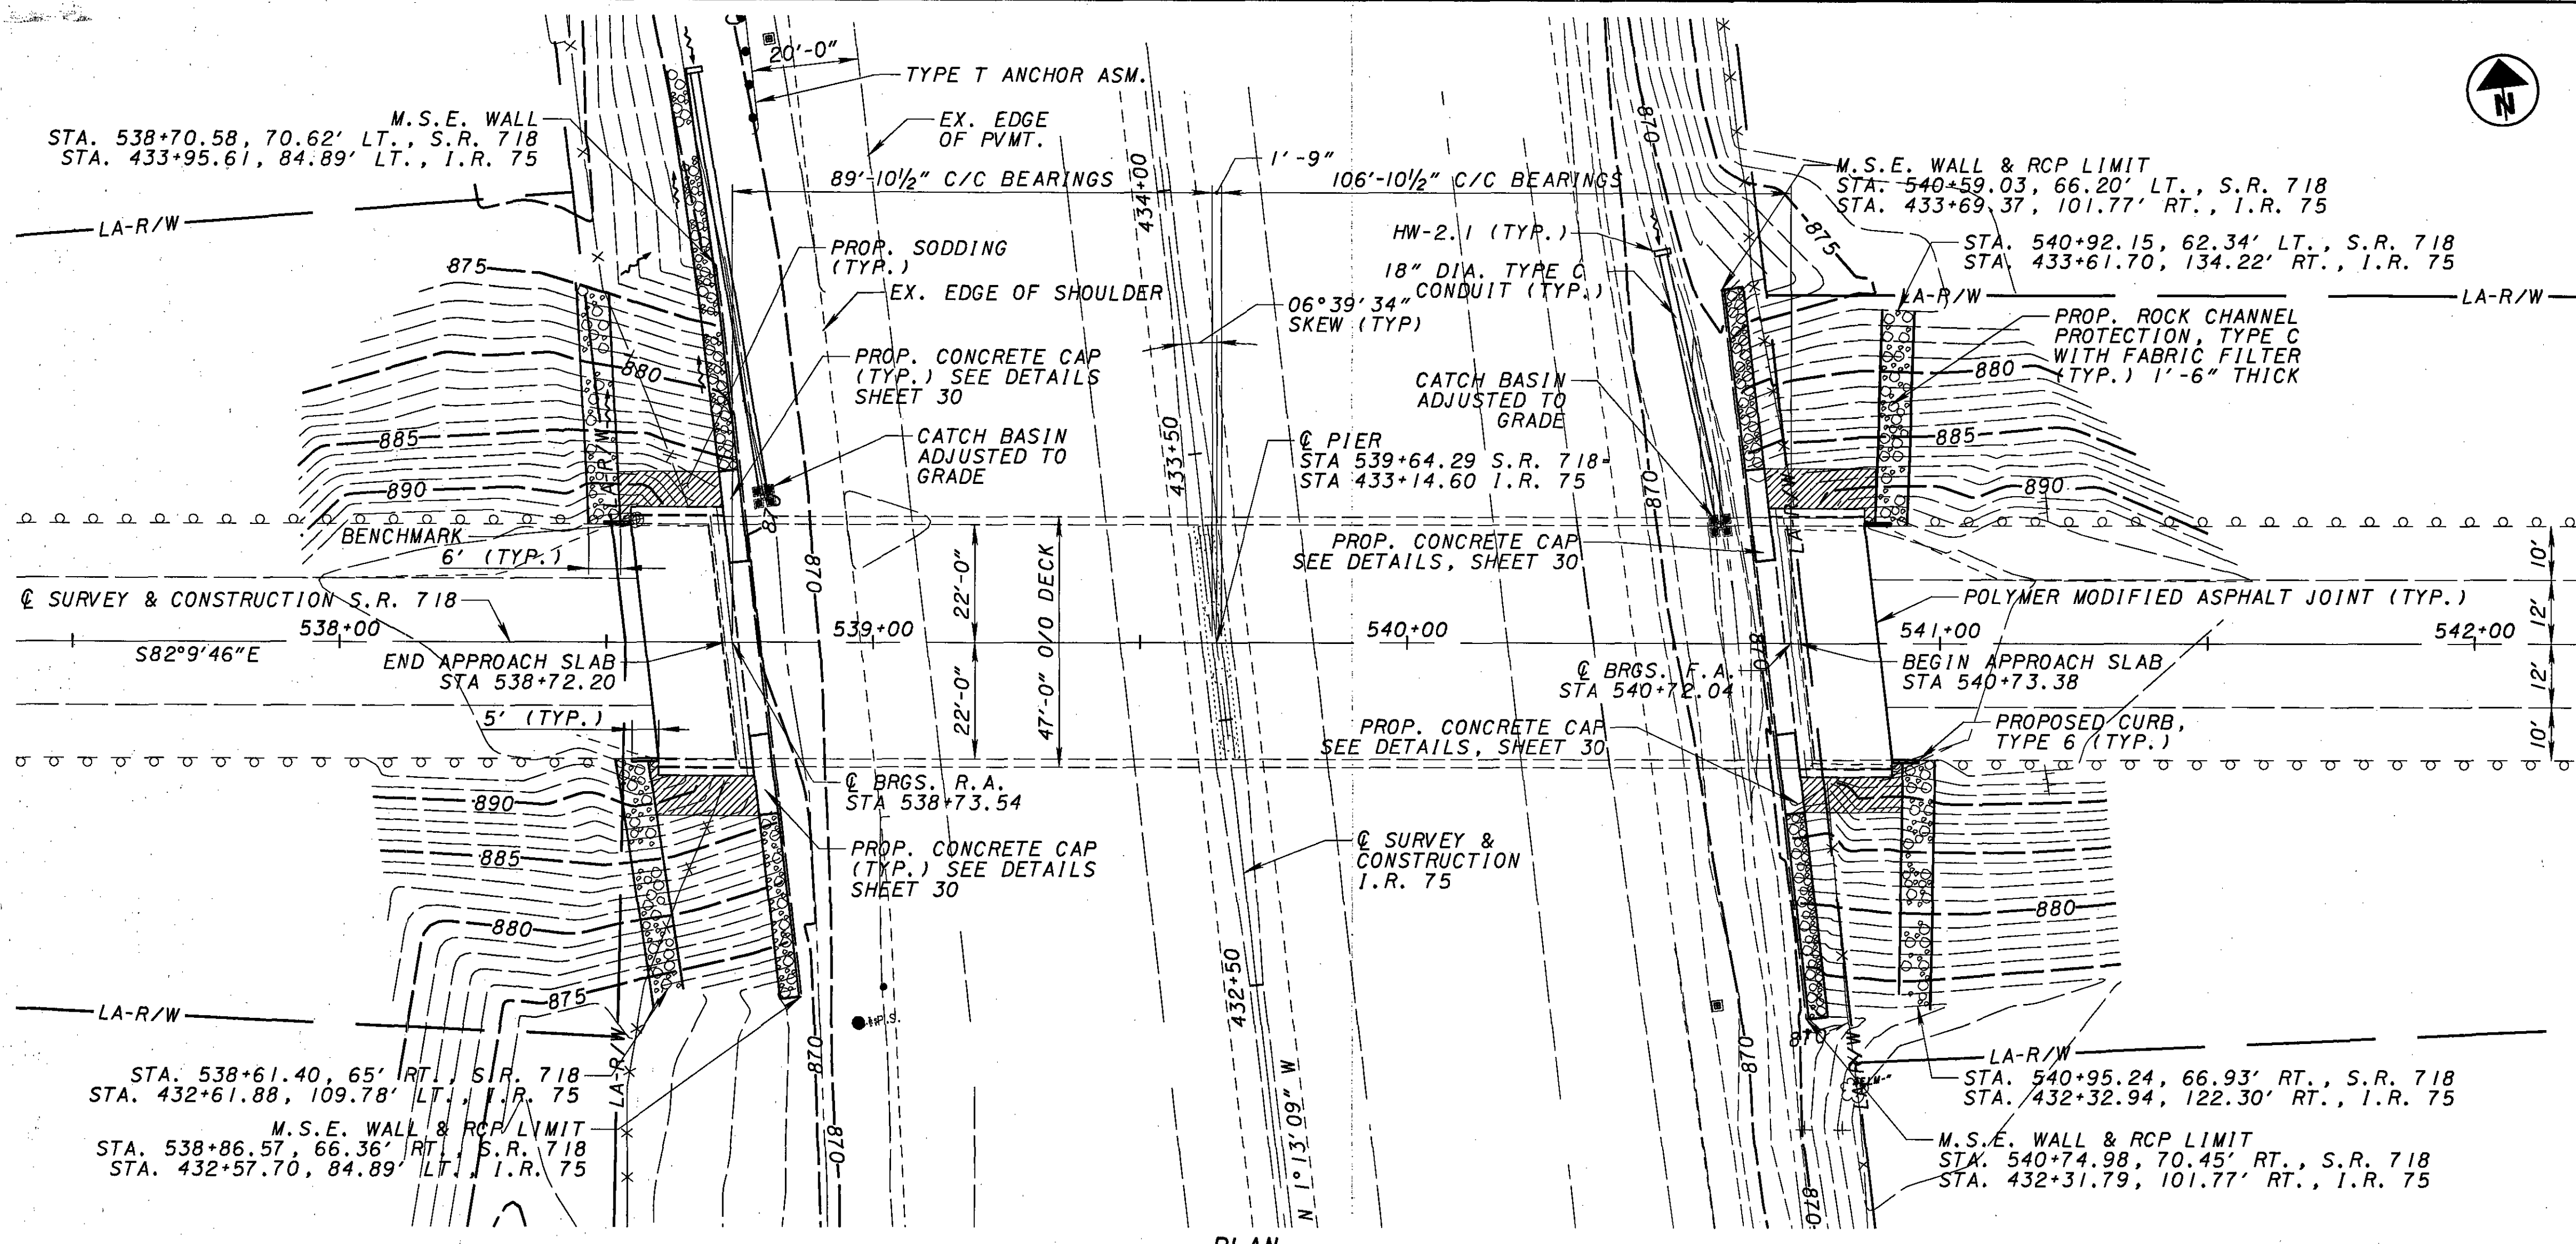 20'-0"
TYPE T ANCHOR ASM.
M.S.E. WALL
STA. 538+70.58, 70.62' LT., S.R. 718
STA. 433+95.61, 84.89' LT., I.R. 75
EX. EDGE
OF PVMT.
434+00
1'-9"
89'-10½" C/C BEARINGS
106'-10½" C/C BEARINGS
870
N
M.S.E. WALL & RCP LIMIT
STA. 540+59.03, 66.20' LT., S.R. 718
STA. 433+69.37, 101.77' RT., I.R. 75
LA-R/W
875
PROP. SODDING
(TYP.)
HW-2.1 (TYP.)
875
STA. 540+92.15, 62.34' LT., S.R. 718
STA. 433+61.70, 134.22' RT., I.R. 75
EX. EDGE OF SHOULDER
18" DIA. TYPE C
CONDUIT (TYP.)
LA-R/W
LA-R/W
06°39'34"
SKEW (TYP)
PROP. ROCK CHANNEL
PROTECTION, TYPE C
WITH FABRIC FILTER
(TYP.) 1'-6" THICK
880
PROP. CONCRETE CAP
(TYP.) SEE DETAILS
SHEET 30
CATCH BASIN
ADJUSTED TO
GRADE
880
885
LA-R/W
CATCH BASIN
ADJUSTED TO
GRADE
433+50
℄ PIER
STA 539+64.29 S.R. 718=
STA 433+14.60 I.R. 75
885
890
870
870
LA-R/W
890
BENCHMARK
6' (TYP.)
870
22'-0"
47'-0" O/O DECK
PROP. CONCRETE CAP
SEE DETAILS, SHEET 30
10'
℄ SURVEY & CONSTRUCTION S.R. 718
POLYMER MODIFIED ASPHALT JOINT (TYP.)
12'
538+00
539+00
540+00
541+00
542+00
S82°9'46"E
END APPROACH SLAB
STA 538+72.20
22'-0"
870
℄ BRGS. F.A.
STA 540+72.04
BEGIN APPROACH SLAB
STA 540+73.38
12'
5' (TYP.)
PROP. CONCRETE CAP
SEE DETAILS, SHEET 30
PROPOSED CURB,
TYPE 6 (TYP.)
10'
890
℄ BRGS. R.A.
STA 538+73.54
885
PROP. CONCRETE CAP
(TYP.) SEE DETAILS
SHEET 30
℄ SURVEY &
CONSTRUCTION
I.R. 75
880
880
875
432+50
LA-R/W
I.P.S.
LA-R/W
870
870
870
LA-R/W
LA-R/W
STA. 538+61.40, 65' RT., S.R. 718
STA. 432+61.88, 109.78' LT., I.R. 75
STA. 540+95.24, 66.93' RT., S.R. 718
STA. 432+32.94, 122.30' RT., I.R. 75
M.S.E. WALL & RCP LIMIT
STA. 538+86.57, 66.36' RT., S.R. 718
STA. 432+57.70, 84.89' LT., I.R. 75
870
N 1°13'09" W
M.S.E. WALL & RCP LIMIT
STA. 540+74.98, 70.45' RT., S.R. 718
STA. 432+31.79, 101.77' RT., I.R. 75
870
PLAN